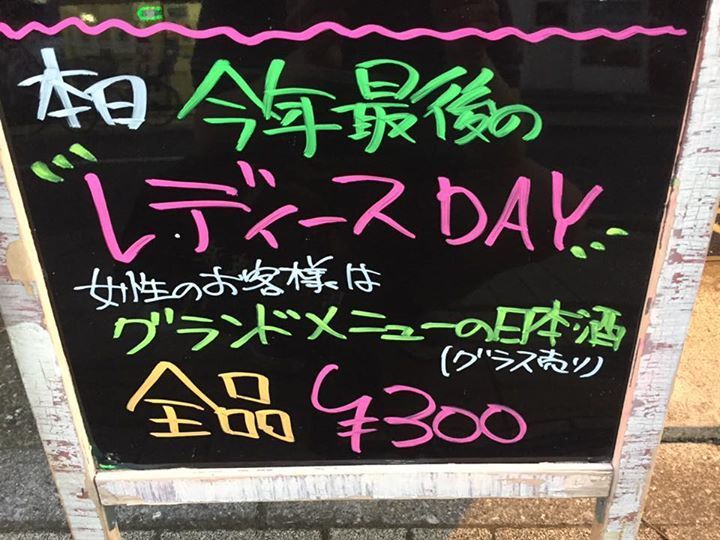 本日 今年最後の
レディースDAY
女性のお客様は
グランドメニューの日本酒
(グラス売り)
全品 ¥300